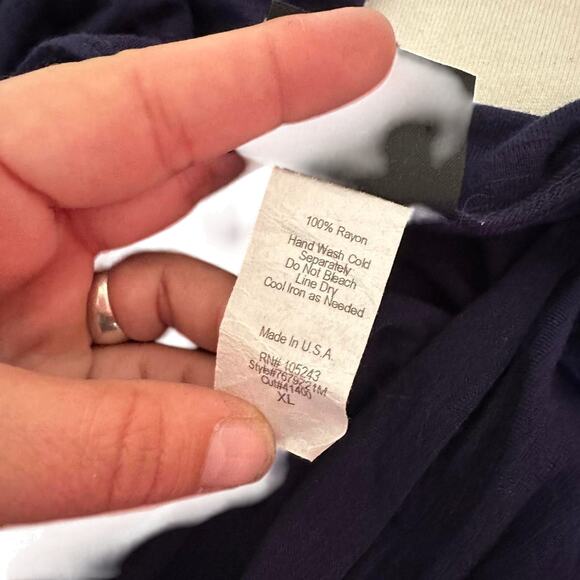 100% Rayon
Hand Wash Cold
Separately
Do Not Bleach
Line Dry
Cool Iron as Needed
Made In U.S.A.
RN# 105243
XL